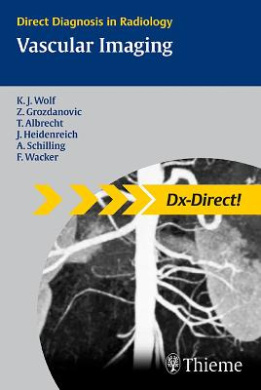 Direct Diagnosis in Radiology
Vascular Imaging
K. J. Wolf
Z. Grozdanovic
T. Albrecht
J. Heidenreich
A. Schilling
F. Wacker
Dx-Direct!
Thieme